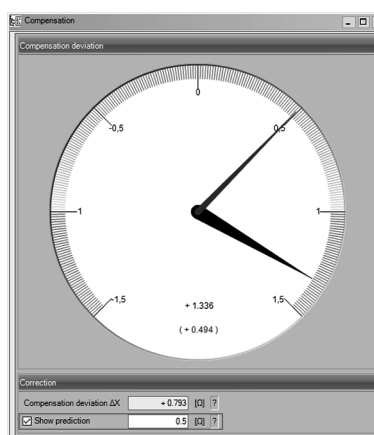 Compensation
Compensation deviation
0
-0,5
0,5
-1
1
-1,5
1,5
+ 1.336
( + 0.494 )
Correction
Compensation deviation ΔX + 0.793 [Ω] ?
Show prediction 0.5 [Ω] ?